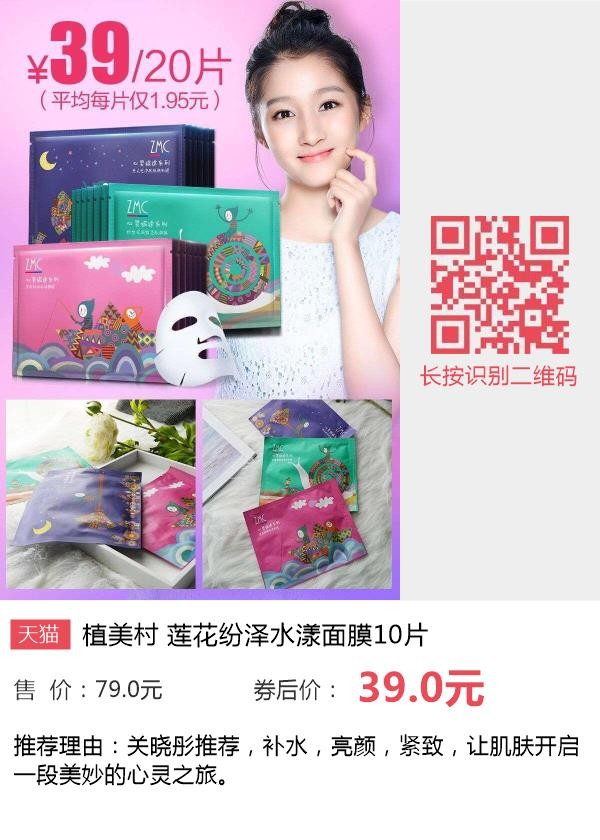 ¥39/20片
（平均每片仅1.95元）
ZMC
心灵旅途系列
ZMC
心灵旅途系列
ZMC
心灵旅途系列
ZMC
ZMC
长按识别二维码
天猫 植美村 莲花纷泽水漾面膜10片
售 价：79.0元 券后价： 39.0元
推荐理由：关晓彤推荐，补水，亮颜，紧致，让肌肤开启
一段美妙的心灵之旅。